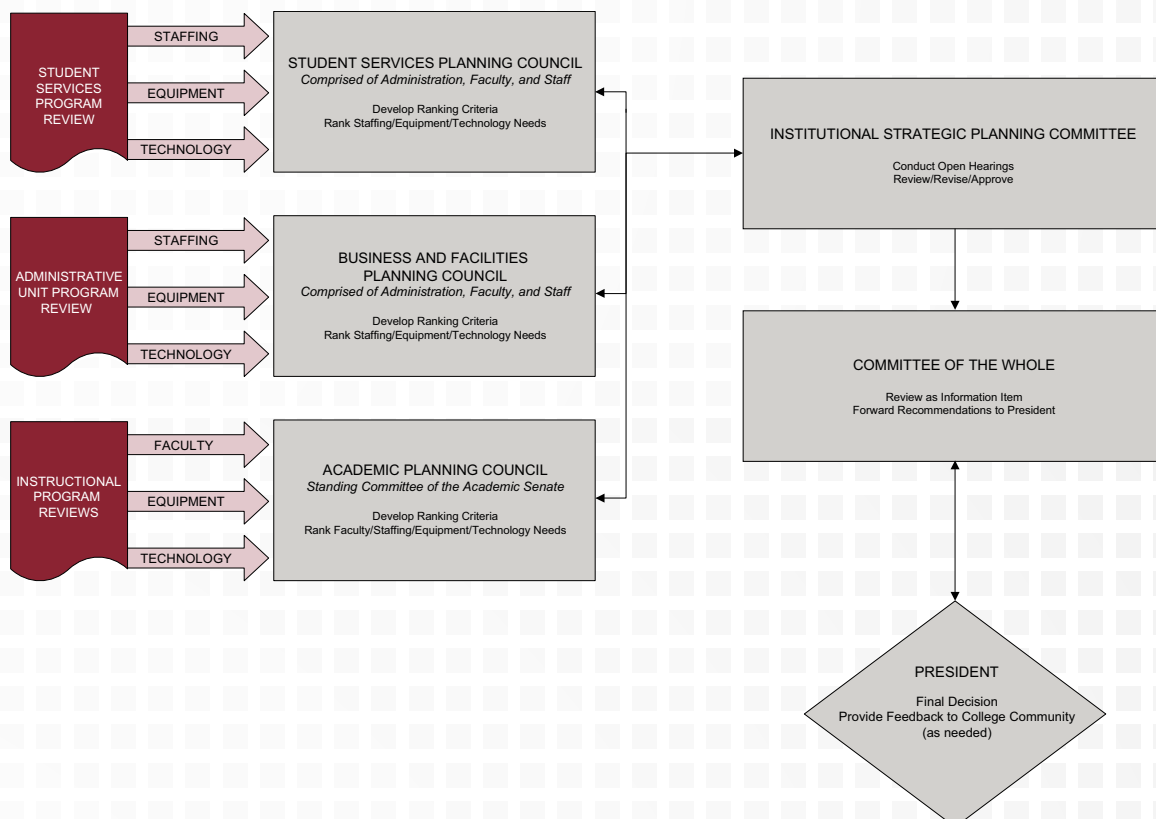 STUDENT
SERVICES
PROGRAM
REVIEW
STAFFING
EQUIPMENT
TECHNOLOGY
STUDENT SERVICES PLANNING COUNCIL
Comprised of Administration, Faculty, and Staff
Develop Ranking Criteria
Rank Staffing/Equipment/Technology Needs
ADMINISTRATIVE
UNIT PROGRAM
REVIEW
STAFFING
EQUIPMENT
TECHNOLOGY
BUSINESS AND FACILITIES
PLANNING COUNCIL
Comprised of Administration, Faculty, and Staff
Develop Ranking Criteria
Rank Staffing/Equipment/Technology Needs
INSTRUCTIONAL
PROGRAM
REVIEWS
FACULTY
EQUIPMENT
TECHNOLOGY
ACADEMIC PLANNING COUNCIL
Standing Committee of the Academic Senate
Develop Ranking Criteria
Rank Faculty/Staffing/Equipment/Technology Needs
INSTITUTIONAL STRATEGIC PLANNING COMMITTEE
Conduct Open Hearings
Review/Revise/Approve
COMMITTEE OF THE WHOLE
Review as Information Item
Forward Recommendations to President
PRESIDENT
Final Decision
Provide Feedback to College Community
(as needed)